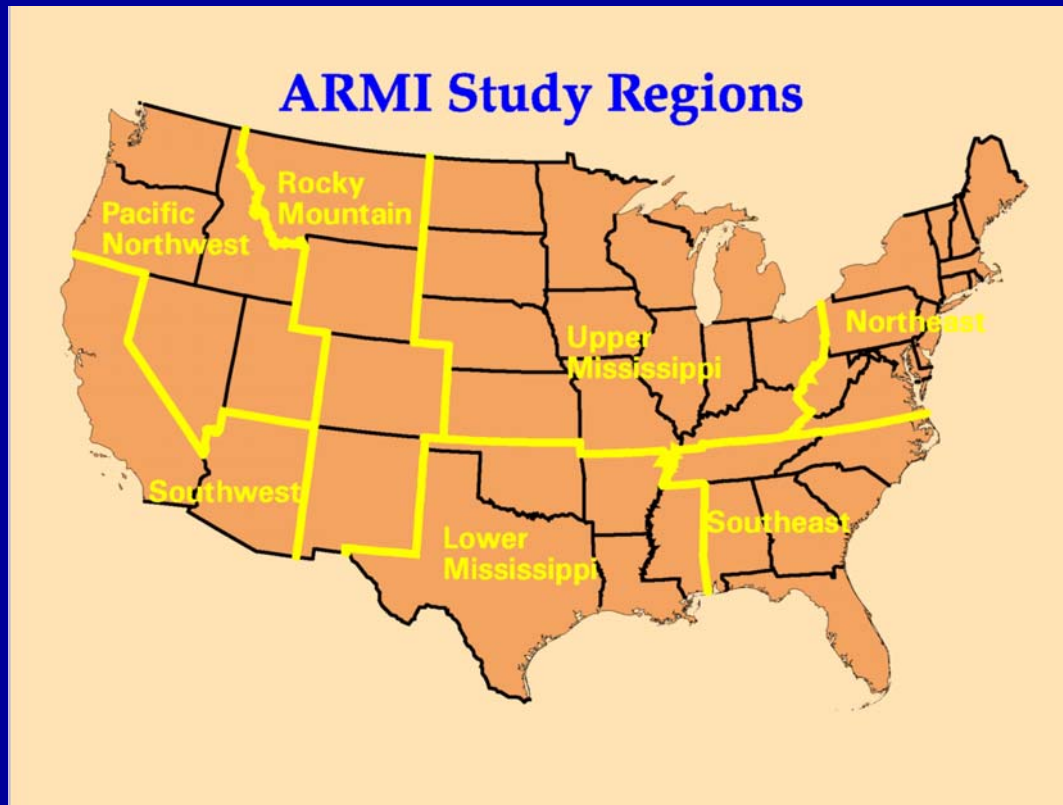 ARMI Study Regions
Rocky
Mountain
Pacific
Northwest
Northeast
Upper
Mississippi
Southwest
Southeast
Lower
Mississippi